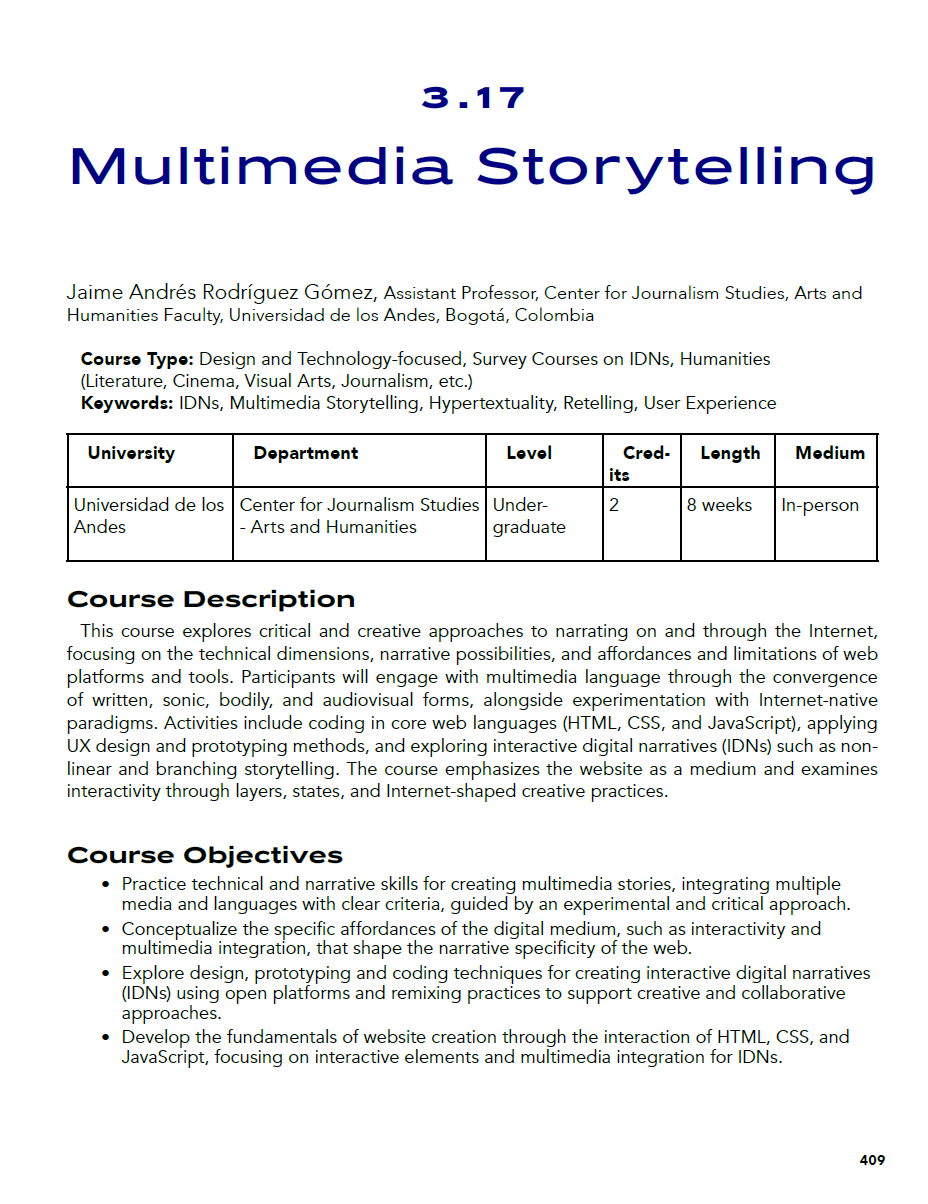 3.17
Multimedia Storytelling
Jaime Andrés Rodríguez Gómez, Assistant Professor, Center for Journalism Studies, Arts and
Humanities Faculty, Universidad de los Andes, Bogotá, Colombia
Course Type: Design and Technology-focused, Survey Courses on IDNs, Humanities
(Literature, Cinema, Visual Arts, Journalism, etc.)
Keywords: IDNs, Multimedia Storytelling, Hypertextuality, Retelling, User Experience
University Department Level Cred- Length Medium
its
Universidad de los Center for Journalism Studies Under- 2 8 weeks In-person
Andes - Arts and Humanities graduate
Course Description
This course explores critical and creative approaches to narrating on and through the Internet,
focusing on the technical dimensions, narrative possibilities, and affordances and limitations of web
platforms and tools. Participants will engage with multimedia language through the convergence
of written, sonic, bodily, and audiovisual forms, alongside experimentation with Internet-native
paradigms. Activities include coding in core web languages (HTML, CSS, and JavaScript), applying
UX design and prototyping methods, and exploring interactive digital narratives (IDNs) such as non-
linear and branching storytelling. The course emphasizes the website as a medium and examines
interactivity through layers, states, and Internet-shaped creative practices.
Course Objectives
• Practice technical and narrative skills for creating multimedia stories, integrating multiple
media and languages with clear criteria, guided by an experimental and critical approach.
• Conceptualize the specific affordances of the digital medium, such as interactivity and
multimedia integration, that shape the narrative specificity of the web.
• Explore design, prototyping and coding techniques for creating interactive digital narratives
(IDNs) using open platforms and remixing practices to support creative and collaborative
approaches.
• Develop the fundamentals of website creation through the interaction of HTML, CSS, and
JavaScript, focusing on interactive elements and multimedia integration for IDNs.
409